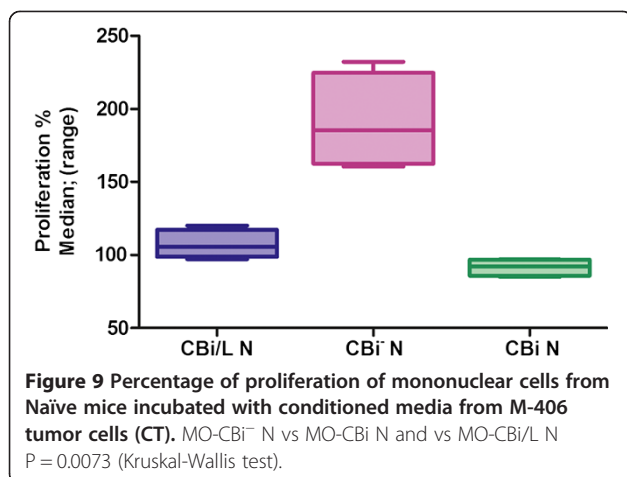 250
200
150
100
50
Proliferation %
Median; (range)
CBi/L N
CBi⁻ N
CBi N
Figure 9 Percentage of proliferation of mononuclear cells from
Naïve mice incubated with conditioned media from M-406
tumor cells (CT). MO-CBi⁻ N vs MO-CBi N and vs MO-CBi/L N
P = 0.0073 (Kruskal-Wallis test).